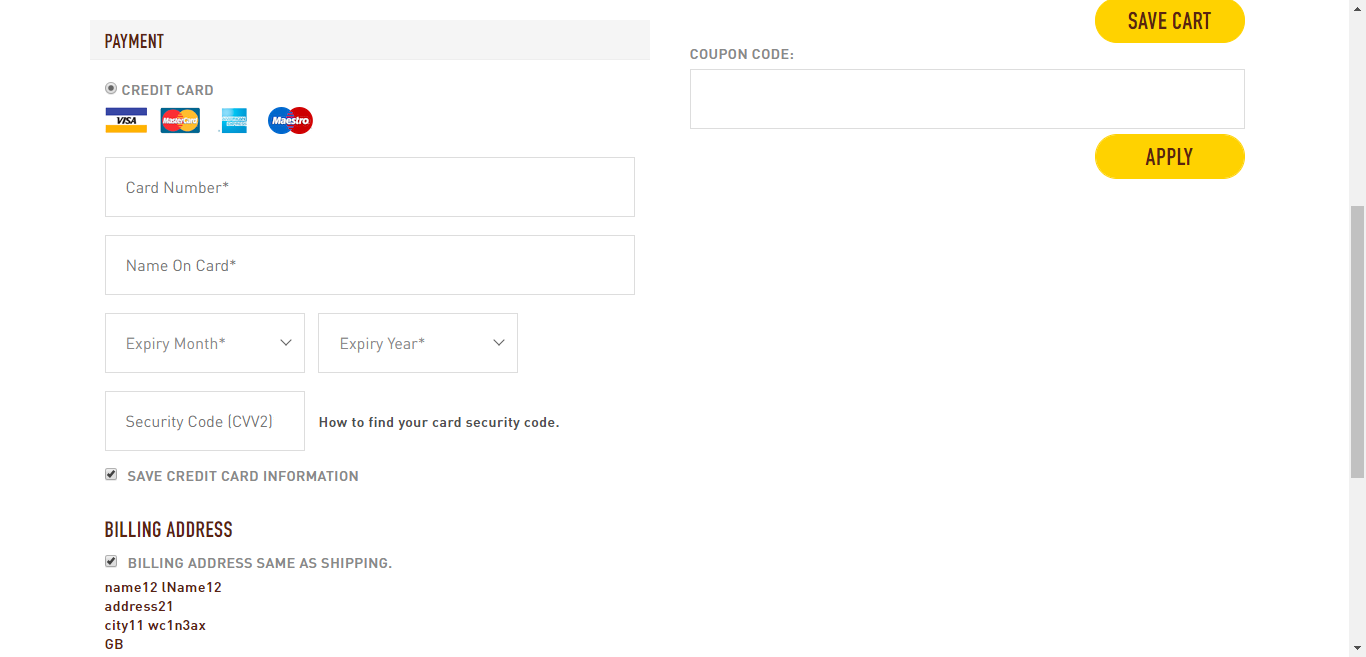 SAVE CART
PAYMENT
COUPON CODE:
CREDIT CARD
VISA MasterCard Maestro
APPLY
Card Number*
Name On Card*
Expiry Month* Expiry Year*
Security Code (CVV2) How to find your card security code.
SAVE CREDIT CARD INFORMATION
BILLING ADDRESS
BILLING ADDRESS SAME AS SHIPPING.
name12 lName12
address21
city11 wc1n3ax
GB